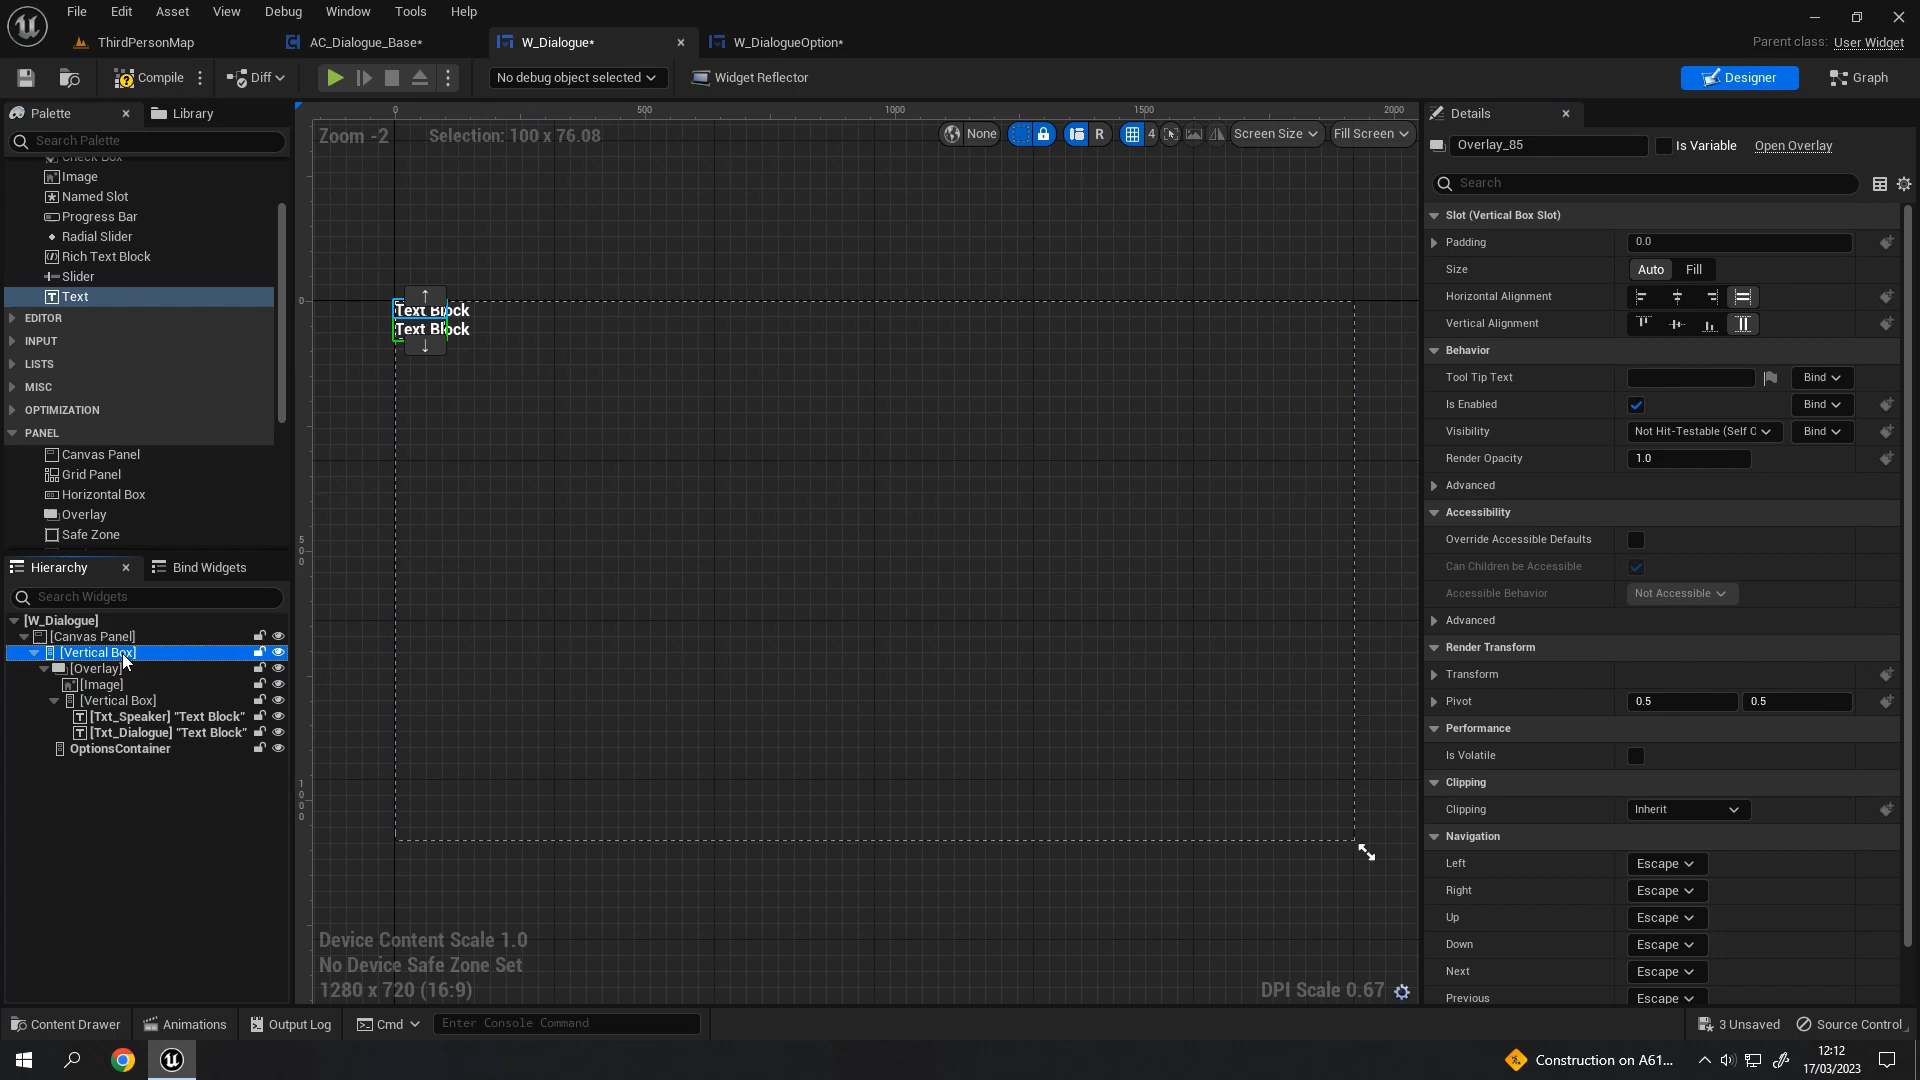 File Edit Asset View Debug Window Tools Help
ThirdPersonMap AC_Dialogue_Base* W_Dialogue* W_DialogueOption*
Parent class: User Widget
Compile Diff No debug object selected Widget Reflector Designer Graph
Palette Library
Search Palette
Check Box
Image
Named Slot
Progress Bar
Radial Slider
Rich Text Block
Slider
Text
EDITOR
INPUT
LISTS
MISC
OPTIMIZATION
PANEL
Canvas Panel
Grid Panel
Horizontal Box
Overlay
Safe Zone
Hierarchy Bind Widgets
Search Widgets
[W_Dialogue]
[Canvas Panel]
[Vertical Box]
[Overlay]
[Image]
[Vertical Box]
[Txt_Speaker] "Text Block"
[Txt_Dialogue] "Text Block"
OptionsContainer
0 500 1000 1500 2000
Zoom -2 Selection: 100 x 76.08
None R 4 Screen Size Fill Screen
0
500
1000
Text Block
Text Block
Device Content Scale 1.0
No Device Safe Zone Set
1280 x 720 (16:9)
DPI Scale 0.67
Details
Overlay_85 Is Variable Open Overlay
Search
Slot (Vertical Box Slot)
Padding 0.0
Size Auto Fill
Horizontal Alignment
Vertical Alignment
Behavior
Tool Tip Text Bind
Is Enabled Bind
Visibility Not Hit-Testable (Self C Bind
Render Opacity 1.0
Advanced
Accessibility
Override Accessible Defaults
Can Children be Accessible
Accessible Behavior Not Accessible
Advanced
Render Transform
Transform
Pivot 0.5 0.5
Performance
Is Volatile
Clipping
Clipping Inherit
Navigation
Left Escape
Right Escape
Up Escape
Down Escape
Next Escape
Previous Escape
Content Drawer Animations Output Log Cmd Enter Console Command 3 Unsaved Source Control
Construction on A61... 12:12
17/03/2023